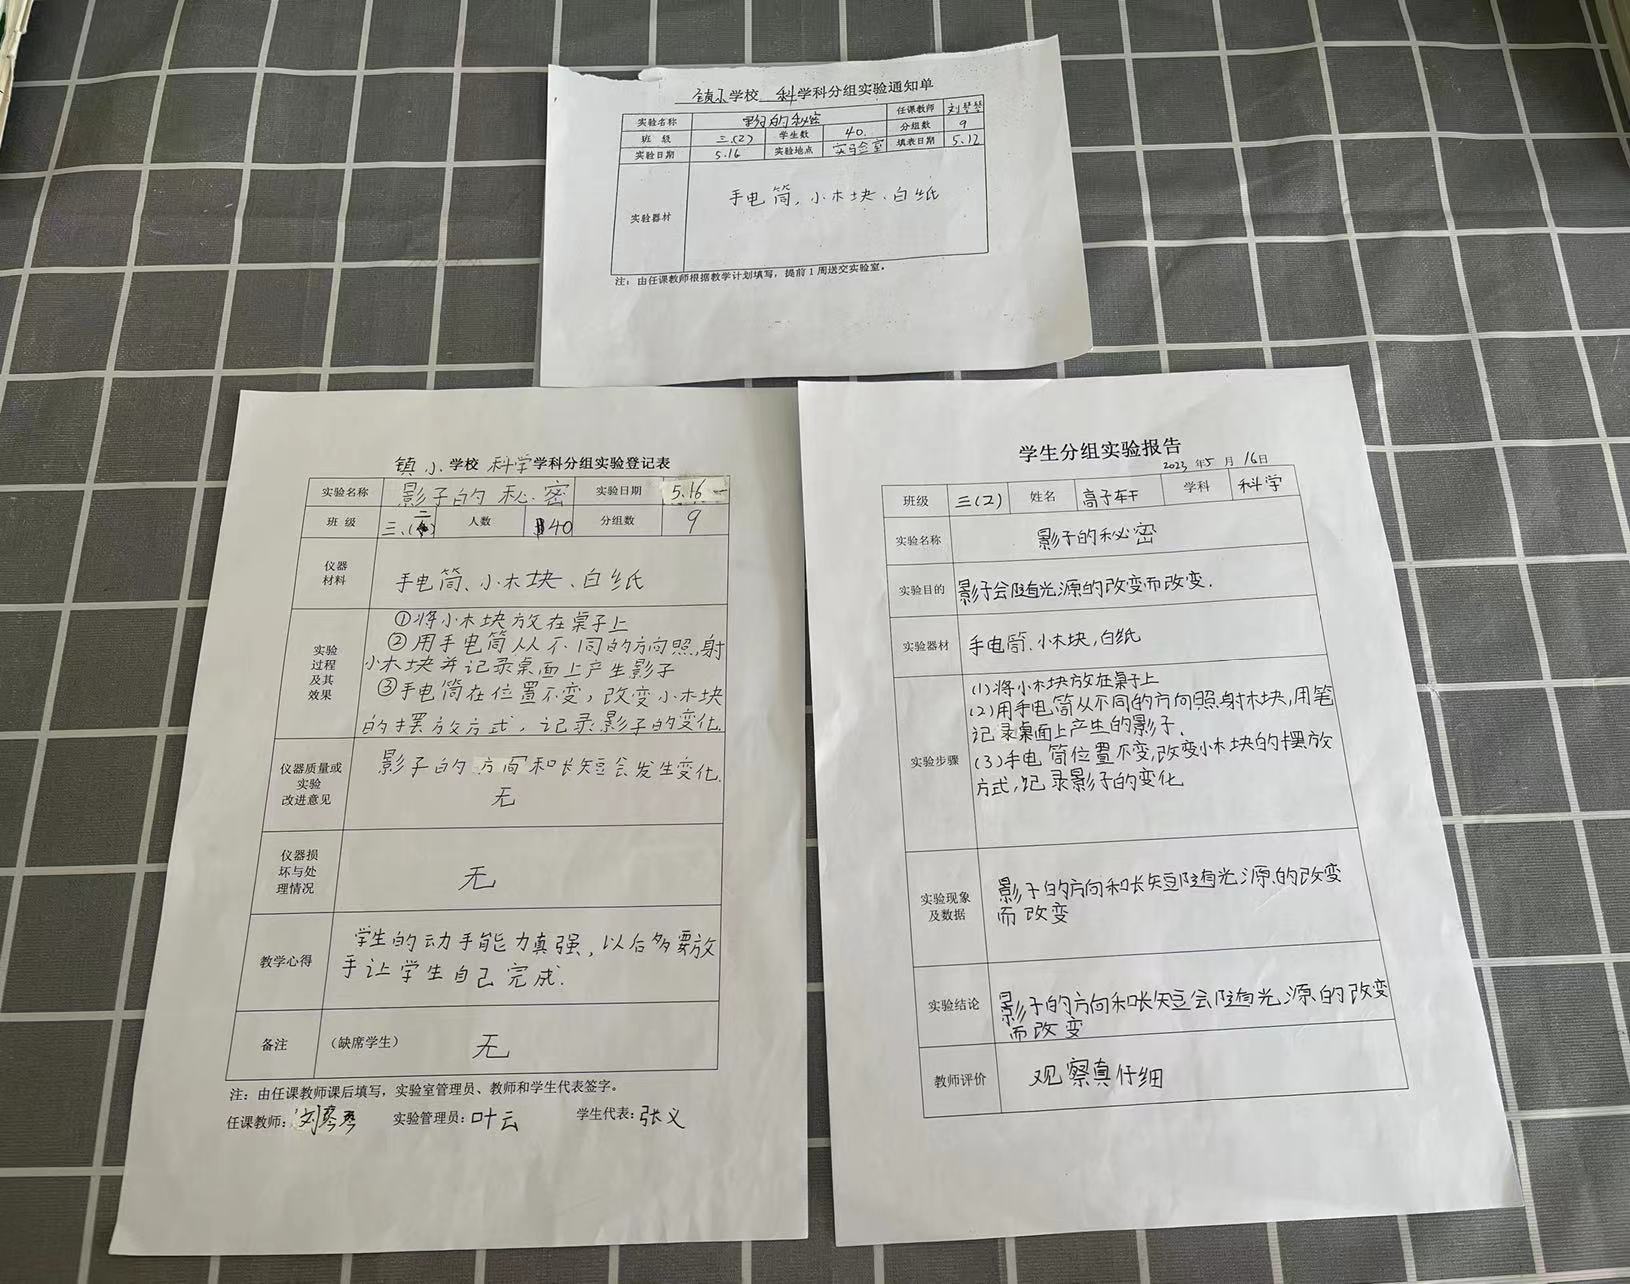 镇小学校 科学科分组实验通知单
实验名称 影子的秘密 任课教师 刘琴琴
班 级 三.(2) 学生数 40. 分组数 9
实验日期 5.16 实验地点 实验室 填表日期 5.12
实验器材 手电筒，小木块、白纸
注：由任课教师根据教学计划填写，提前1周送交实验室。
镇小学校 科学学科分组实验登记表
实验名称 影子的秘密 实验日期 5.16
班 级 三.(二) 人数 40 分组数 9
仪器
材料
手电筒、小木块、白纸
实验
过程
及其
效果
①将小木块放在桌子上
②用手电筒从不同的方向照射
小木块并记录桌面上产生影子
③手电筒在位置不变，改变小木块
的摆放方式，记录影子的变化.
仪器质量或
实验
改进意见
影子的方向和长短会发生变化.
无
仪器损
坏与处
理情况
无
教学心得
学生的动手能力真强，以后多要放
手让学生自己完成.
备注 （缺席学生） 无
注：由任课教师课后填写，实验室管理员、教师和学生代表签字。
任课教师：刘琴琴 实验管理员：叶云 学生代表：张义
学生分组实验报告
2023 年5 月 16日
班级 三(2) 姓名 高子轩 学科 科学
实验名称 影子的秘密
实验目的 影子会随着光源的改变而改变.
实验器材 手电筒、小木块，白纸
实验步骤
(1)将小木块放在桌子上
(2)用手电筒从不同的方向照射木块，用笔
记录桌面上产生的影子.
(3)手电筒位置不变，改变小木块的摆放
方式，记录影子的变化
实验现象
及数据
影子的方向和长短随着光源的改变
而改变
实验结论
影子的方向和长短会随着光源的改变
而改变
教师评价 观察真仔细